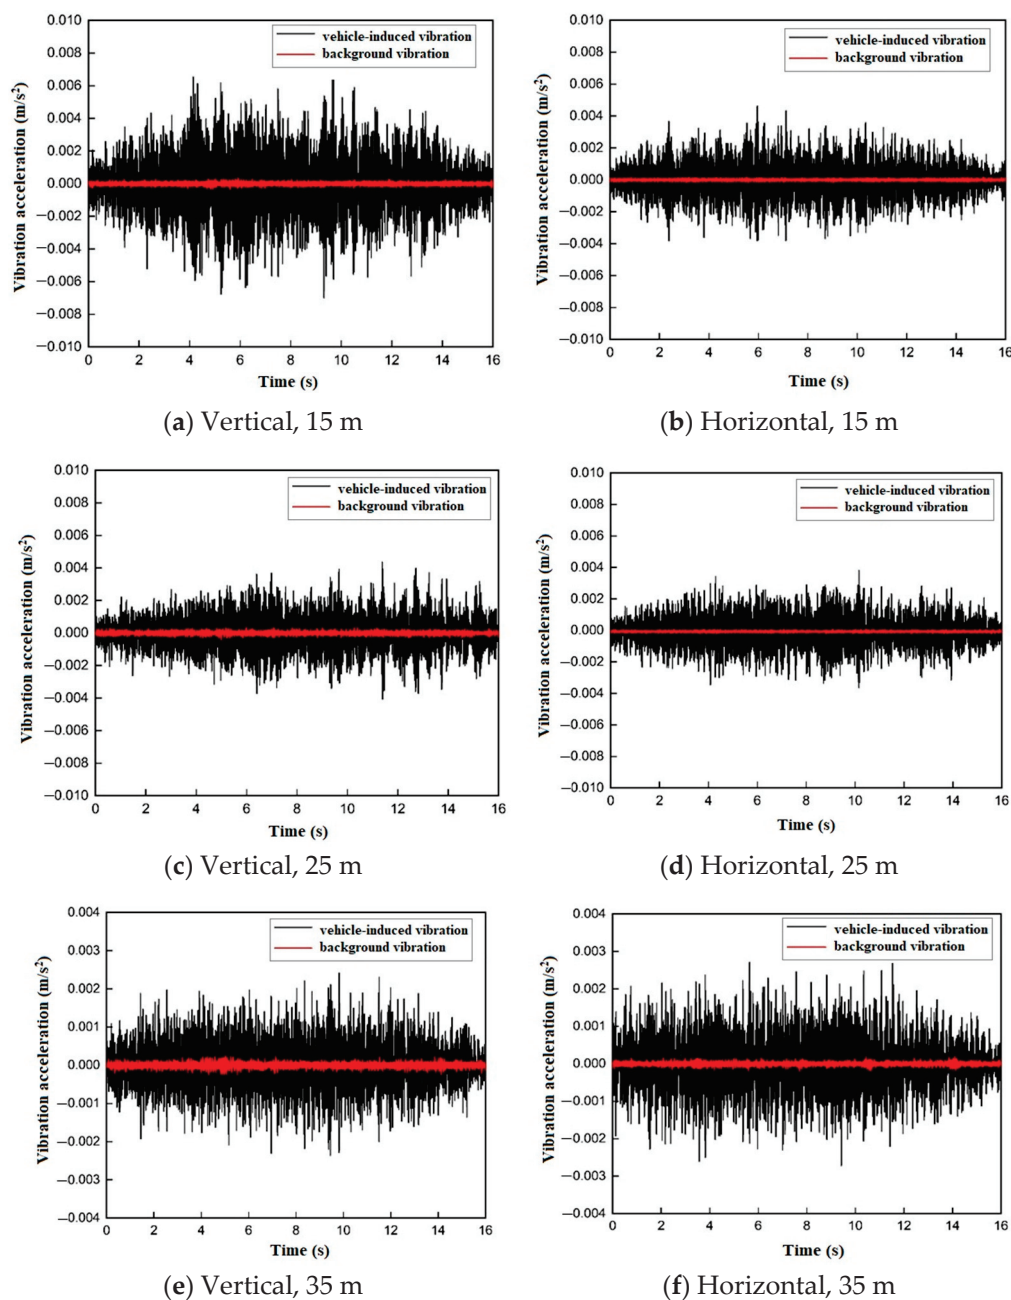 vehicle-induced vibration
background vibration
Vibration acceleration (m/s²)
0.010
0.008
0.006
0.004
0.002
0.000
−0.002
−0.004
−0.006
−0.008
−0.010
0 2 4 6 8 10 12 14 16
Time (s)
(a) Vertical, 15 m
vehicle-induced vibration
background vibration
Vibration acceleration (m/s²)
0.010
0.008
0.006
0.004
0.002
0.000
−0.002
−0.004
−0.006
−0.008
−0.010
0 2 4 6 8 10 12 14 16
Time (s)
(b) Horizontal, 15 m
vehicle-induced vibration
background vibration
Vibration acceleration (m/s²)
0.010
0.008
0.006
0.004
0.002
0.000
−0.002
−0.004
−0.006
−0.008
−0.010
0 2 4 6 8 10 12 14 16
Time (s)
(c) Vertical, 25 m
vehicle-induced vibration
background vibration
Vibration acceleration (m/s²)
0.010
0.008
0.006
0.004
0.002
0.000
−0.002
−0.004
−0.006
−0.008
−0.010
0 2 4 6 8 10 12 14 16
Time (s)
(d) Horizontal, 25 m
vehicle-induced vibration
background vibration
Vibration acceleration (m/s²)
0.004
0.003
0.002
0.001
0.000
−0.001
−0.002
−0.003
−0.004
0 2 4 6 8 10 12 14 16
Time (s)
(e) Vertical, 35 m
vehicle-induced vibration
background vibration
Vibration acceleration (m/s²)
0.004
0.003
0.002
0.001
0.000
−0.001
−0.002
−0.003
−0.004
0 2 4 6 8 10 12 14 16
Time (s)
(f) Horizontal, 35 m